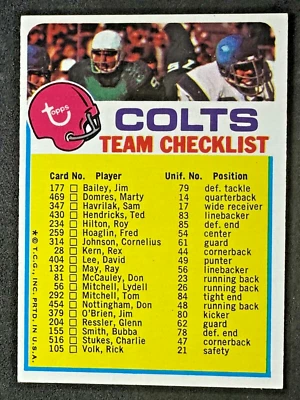 topps
COLTS
TEAM CHECKLIST
Card No. Player Unif. No. Position
177 Bailey, Jim 79 def. tackle
469 Domres, Marty 14 quarterback
347 Havrilak, Sam 17 wide receiver
430 Hendricks, Ted 83 linebacker
234 Hilton, Roy 85 def. end
259 Hoaglin, Fred 54 center
314 Johnson, Cornelius 61 guard
28 Kern, Rex 44 cornerback
404 Lee, David 49 punter
132 May, Ray 56 linebacker
81 McCauley, Don 23 running back
56 Mitchell, Lydell 26 running back
292 Mitchell, Tom 84 tight end
454 Nottingham, Don 48 running back
379 O'Brien, Jim 80 kicker
204 Ressler, Glenn 62 guard
155 Smith, Bubba 78 def. end
516 Stukes, Charlie 47 cornerback
105 Volk, Rick 21 safety
★ © T.C.G., INC. PRTD. IN U.S.A.